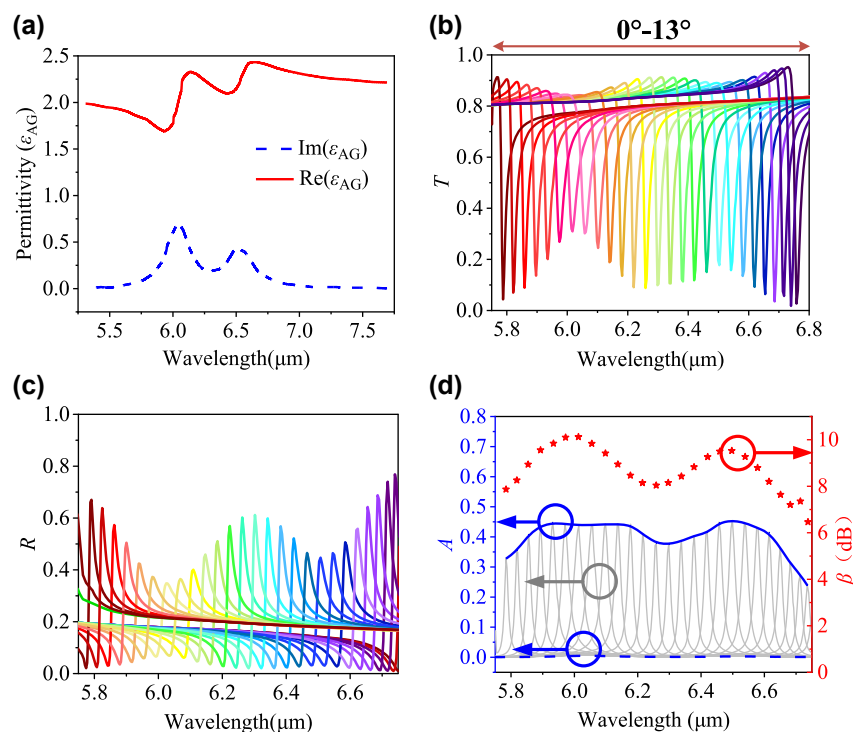 (a)
2.5
2.0
1.5
1.0
0.5
0.0
Permittivity (εAG)
Im(εAG)
Re(εAG)
5.5 6.0 6.5 7.0 7.5
Wavelength(μm)
(b)
0°-13°
1.0
0.8
0.6
0.4
0.2
0.0
T
5.8 6.0 6.2 6.4 6.6 6.8
Wavelength(μm)
(c)
1.0
0.8
0.6
0.4
0.2
0.0
R
5.8 6.0 6.2 6.4 6.6
Wavelength(μm)
(d)
0.8
0.7
0.6
0.5
0.4
0.3
0.2
0.1
0.0
A
10
8
6
4
2
0
β (dB)
5.8 6.0 6.2 6.4 6.6
Wavelength (μm)